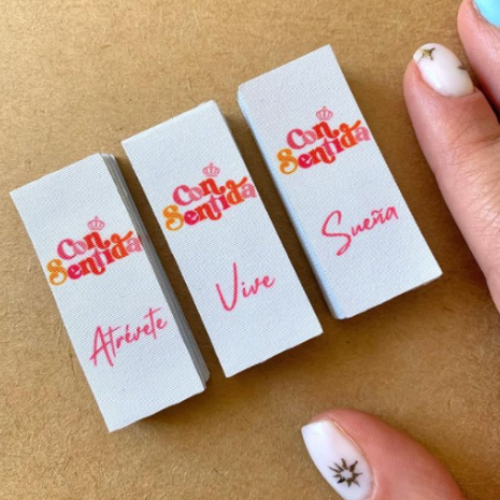 Con
Sentida
Atrévete
Con
Sentida
Vive
Con
Sentida
Sueña